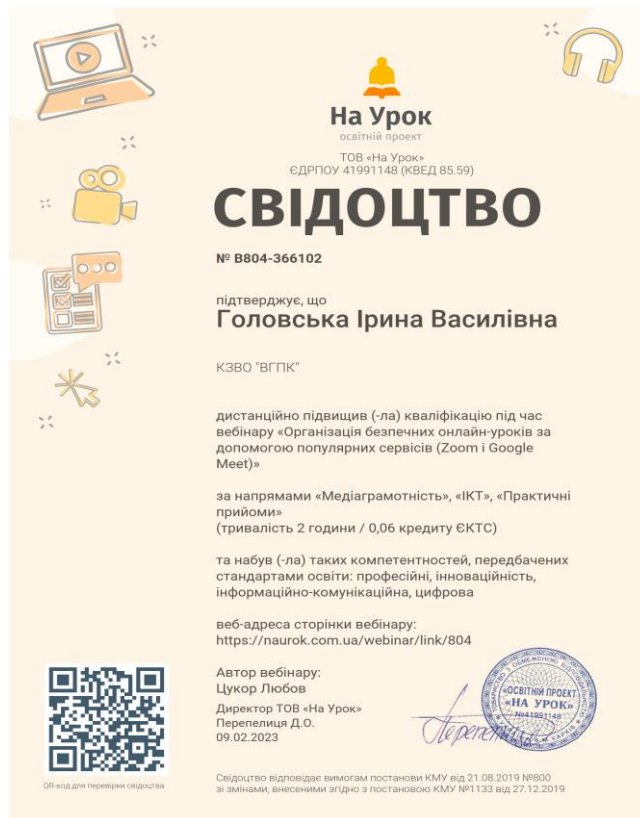 На Урок
освітній проект
ТОВ «На Урок»
ЄДРПОУ 41991148 (КВЕД 85.59)
СВІДОЦТВО
№ B804-366102
підтверджує, що
Головська Ірина Василівна
КЗВО "ВГПК"
дистанційно підвищив (-ла) кваліфікацію під час
вебінару «Організація безпечних онлайн-уроків за
допомогою популярних сервісів (Zoom і Google
Meet)»
за напрямами «Медіаграмотність», «ІКТ», «Практичні
прийоми»
(тривалість 2 години / 0,06 кредиту ЄКТС)
та набув (-ла) таких компетентностей, передбачених
стандартами освіти: професійні, інноваційність,
інформаційно-комунікаційна, цифрова
веб-адреса сторінки вебінару:
https://naurok.com.ua/webinar/link/804
Автор вебінару:
Цукор Любов
Директор ТОВ «На Урок»
Перепелиця Д.О.
09.02.2023
ОСВІТНІЙ ПРОЕКТ
«НА УРОК»
№41991148
QR-код для перевірки свідоцтва
Свідоцтво відповідає вимогам постанови КМУ від 21.08.2019 №800
зі змінами, внесеними згідно з постановою КМУ №1133 від 27.12.2019